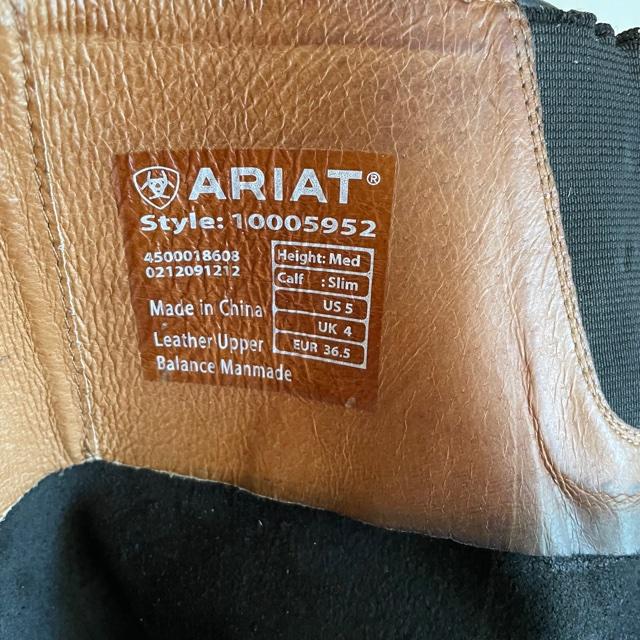 ARIAT®
Style: 10005952
4500018608
0212091212
Height: Med
Calf : Slim
US 5
UK 4
EUR 36.5
Made in China
Leather Upper
Balance Manmade